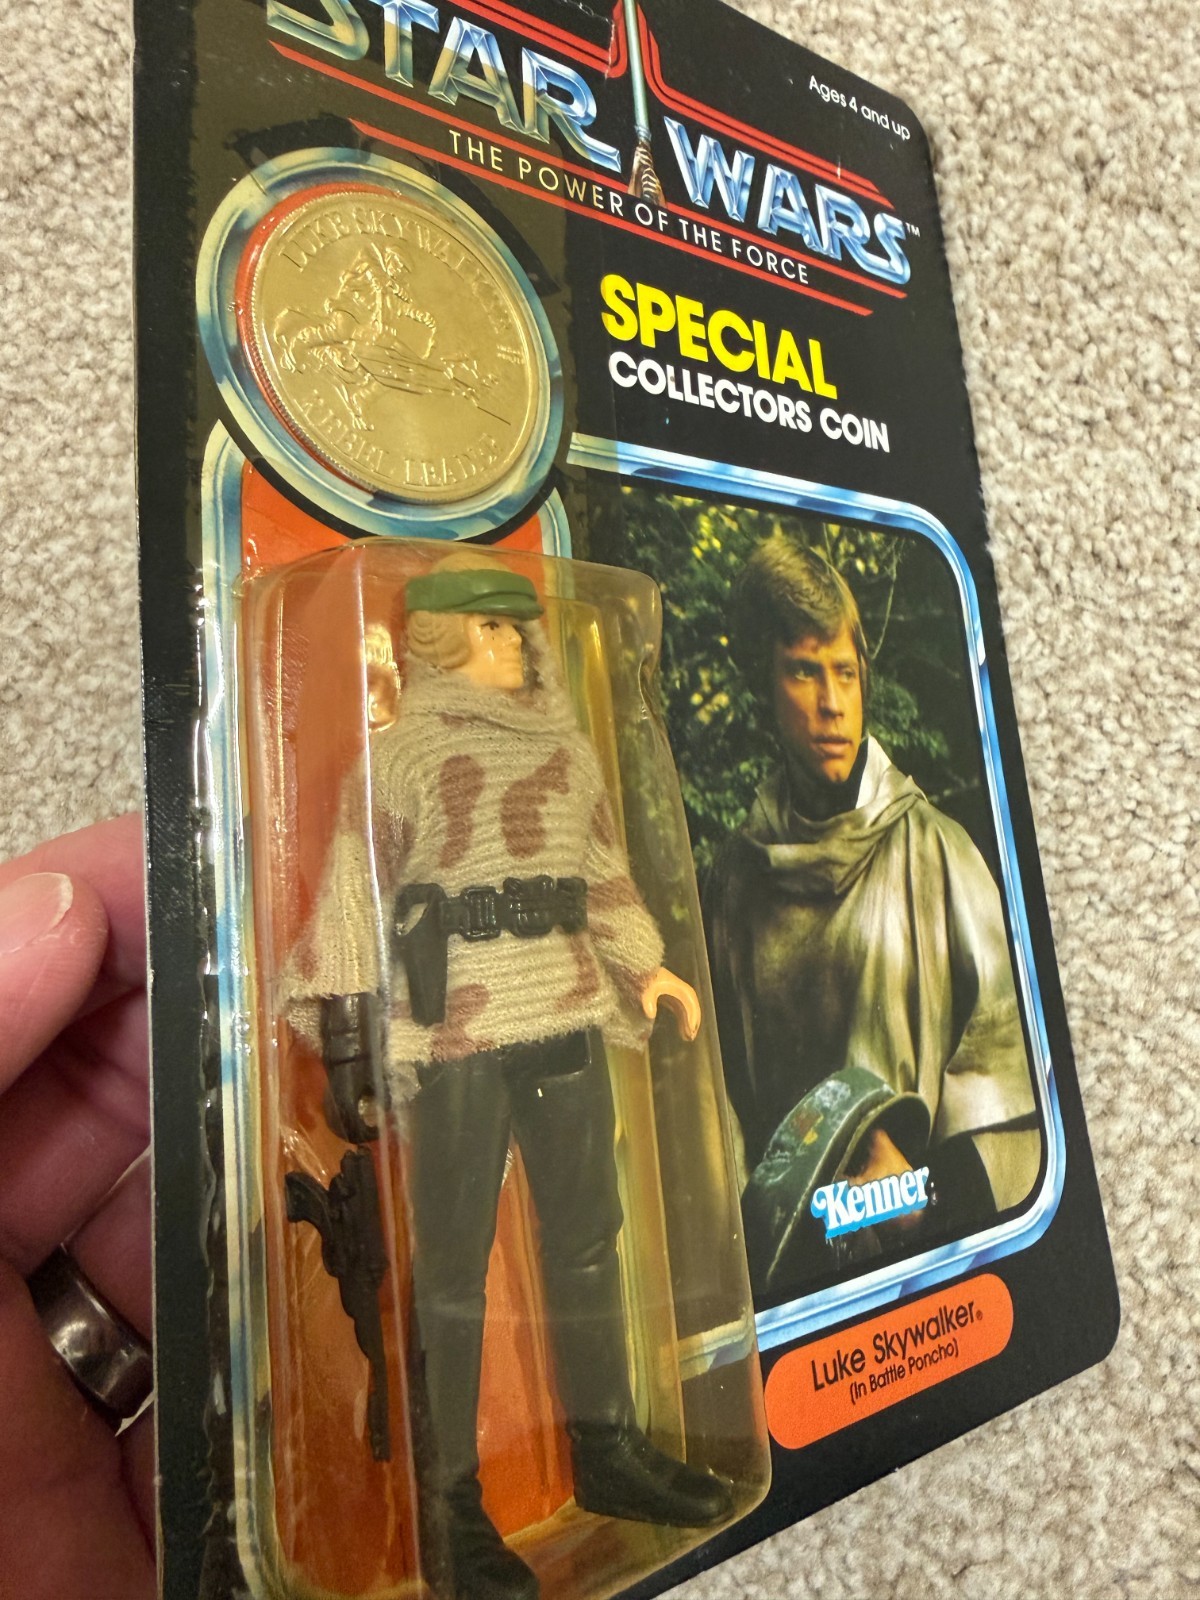 STAR WARS™
THE POWER OF THE FORCE
Ages 4 and up
LUKE SKYWALKER
REBEL LEADER
SPECIAL
COLLECTORS COIN
Kenner
Luke Skywalker®
(In Battle Poncho)